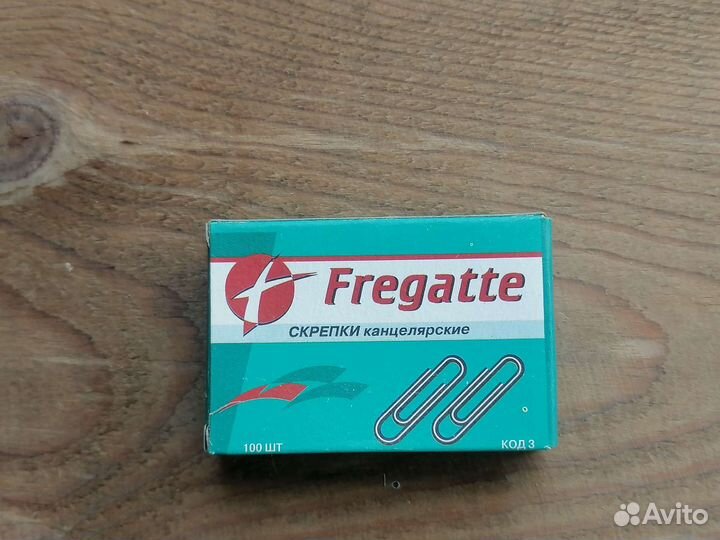 Fregatte
СКРЕПКИ канцелярские
100 ШТ
КОД 3
Avito